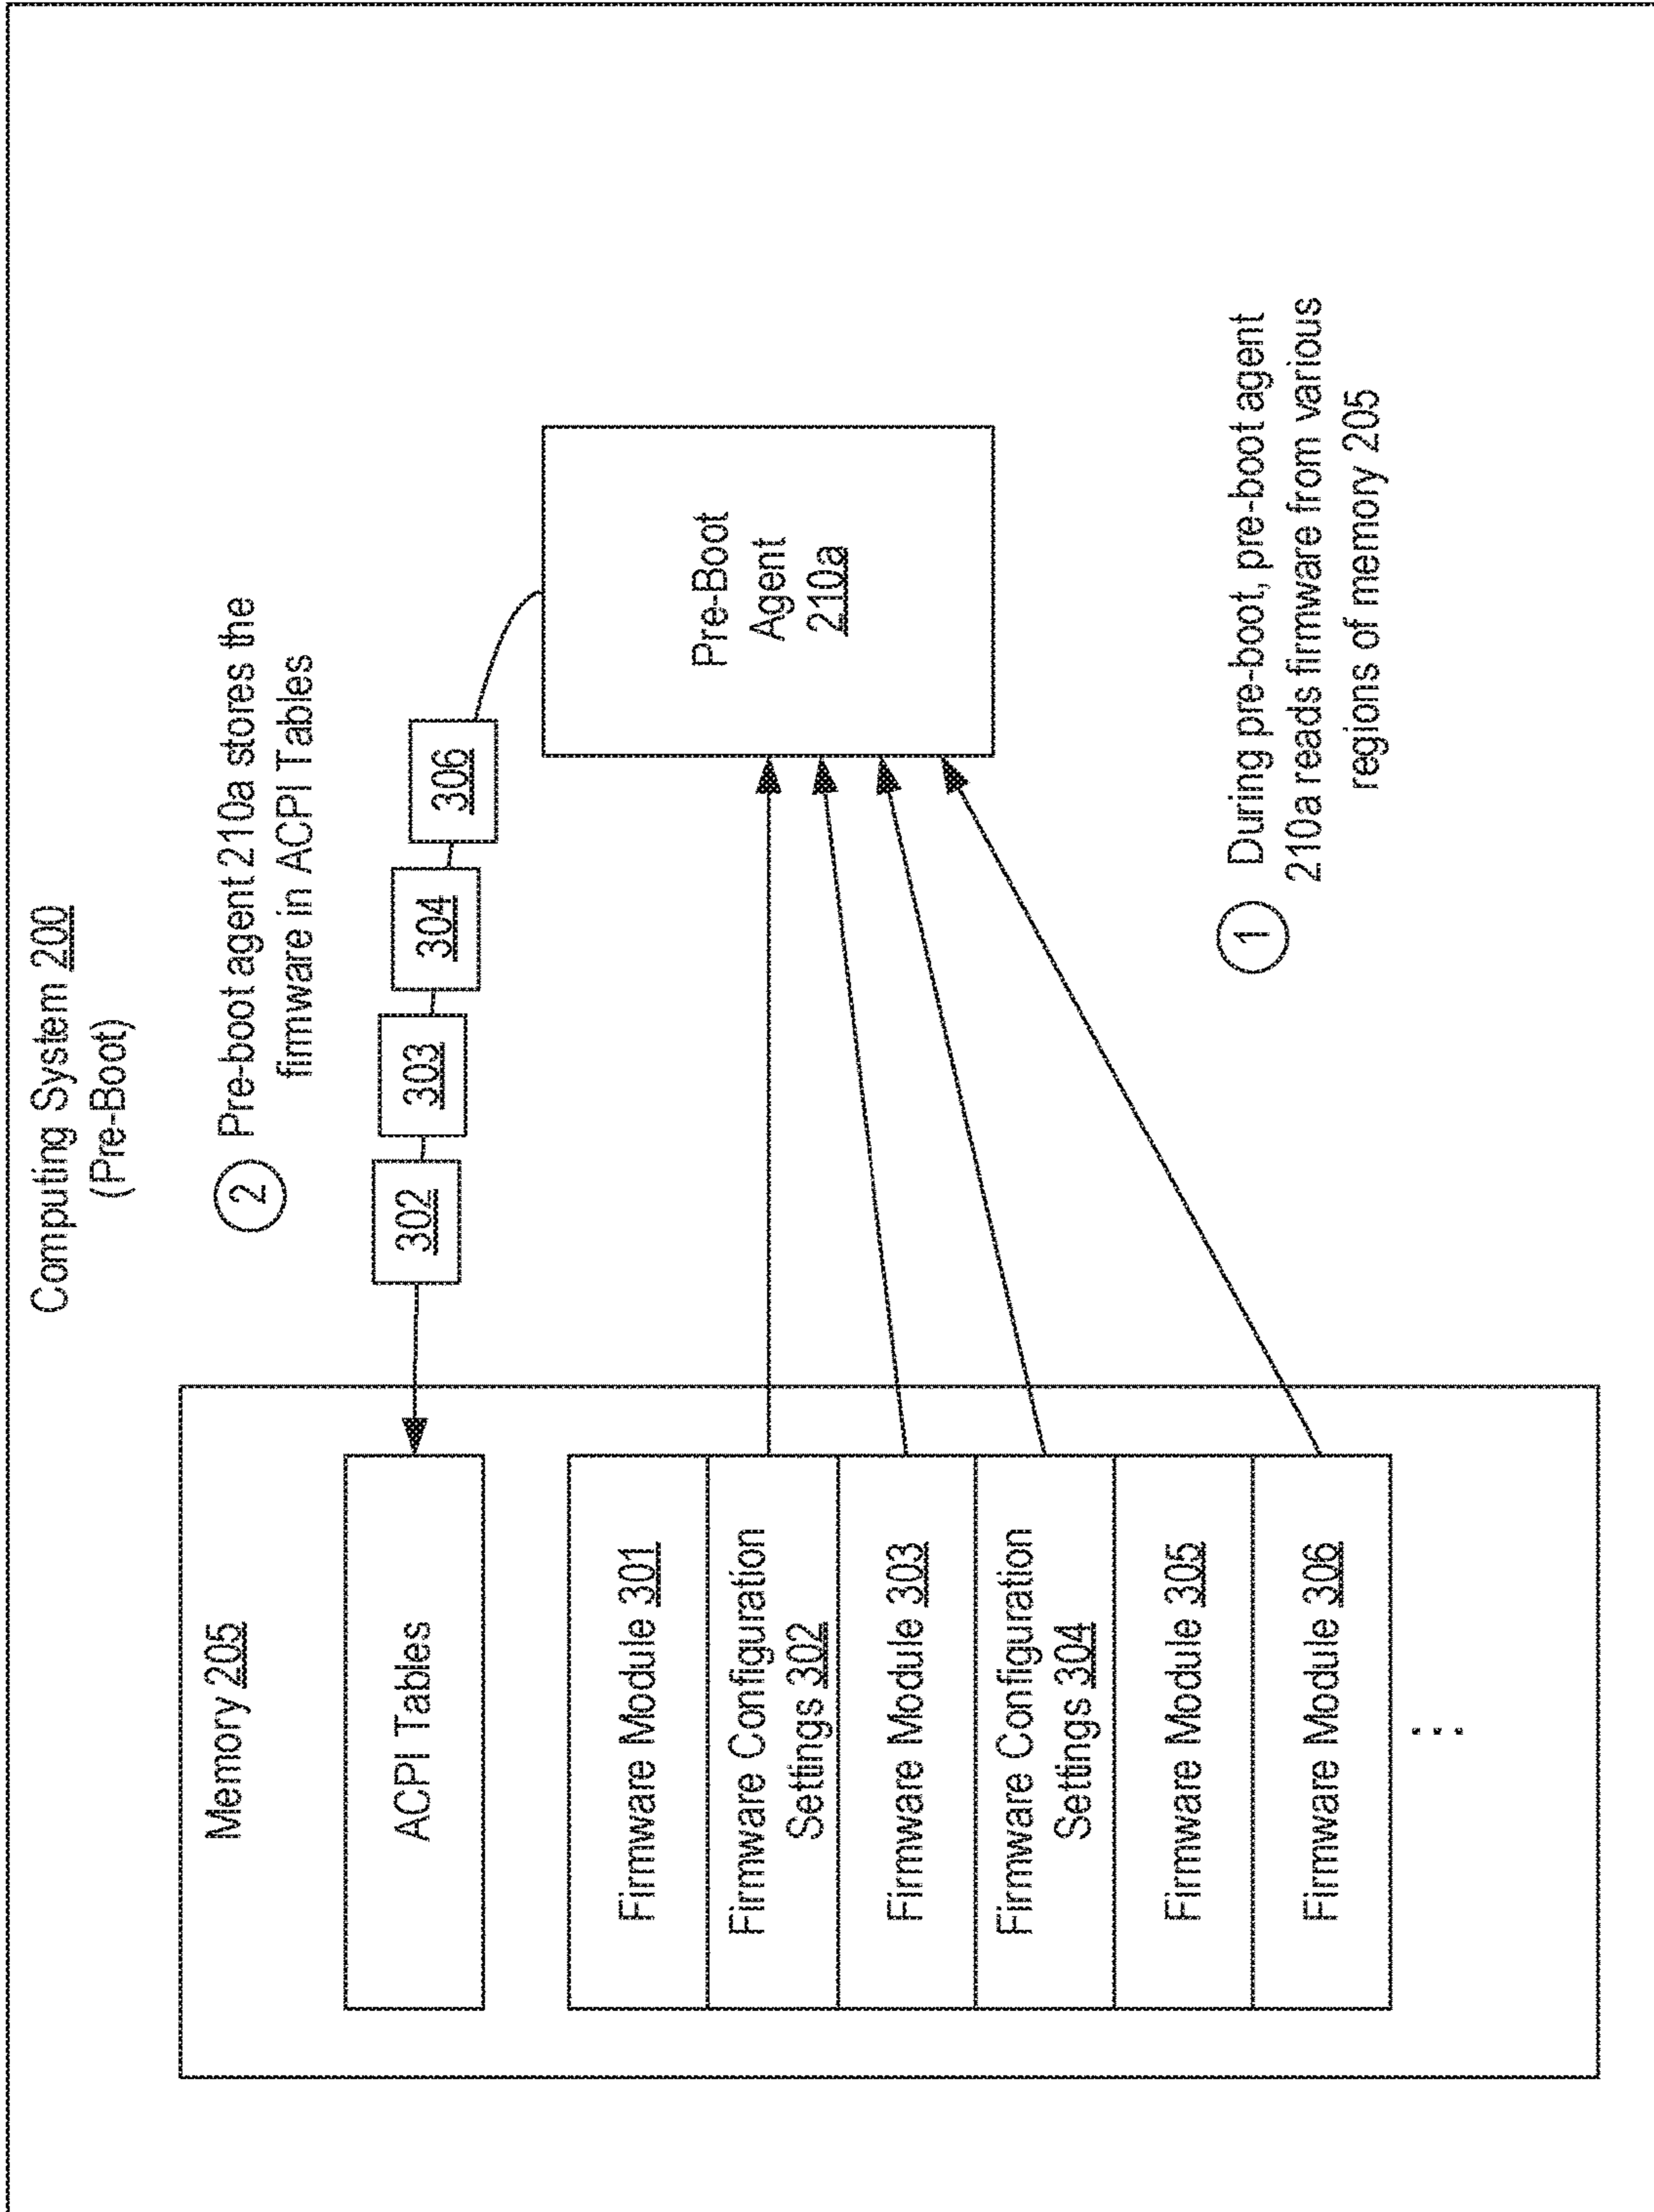 Computing System 200
(Pre-Boot)
Memory 205
ACPI Tables
Firmware Module 301
Firmware Configuration
Settings 302
Firmware Module 303
Firmware Configuration
Settings 304
Firmware Module 305
Firmware Module 306
...
2 Pre-boot agent 210a stores the
firmware in ACPI Tables
302
303
304
306
Pre-Boot
Agent
210a
1 During pre-boot, pre-boot agent
210a reads firmware from various
regions of memory 205